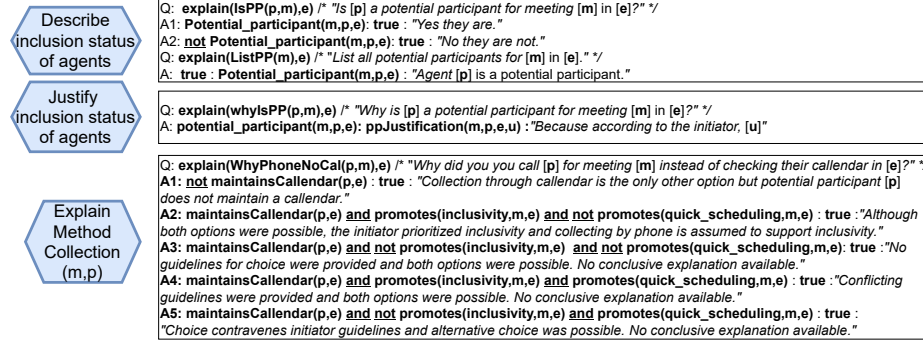 Describe
inclusion status
of agents
Q: explain(IsPP(p,m),e) /* "Is [p] a potential participant for meeting [m] in [e]?" */
A1: Potential_participant(m,p,e): true : "Yes they are."
A2: not Potential_participant(m,p,e): true : "No they are not."
Q: explain(ListPP(m),e) /* "List all potential participants for [m] in [e]." */
A: true : Potential_participant(m,p,e) : "Agent [p] is a potential participant."
Justify
inclusion status
of agents
Q: explain(whyIsPP(p,m),e) /* "Why is [p] a potential participant for meeting [m] in [e]?" */
A: potential_participant(m,p,e): ppJustification(m,p,e,u) :"Because according to the initiator, [u]"
Explain
Method
Collection
(m,p)
Q: explain(WhyPhoneNoCal(p,m),e) /* "Why did you you call [p] for meeting [m] instead of checking their callendar in [e]?" */
A1: not maintainsCallendar(p,e) : true : "Collection through callendar is the only other option but potential participant [p]
does not maintain a callendar."
A2: maintainsCallendar(p,e) and promotes(inclusivity,m,e) and not promotes(quick_scheduling,m,e) : true :"Although
both options were possible, the initiator prioritized inclusivity and collecting by phone is assumed to support inclusivity."
A3: maintainsCallendar(p,e) and not promotes(inclusivity,m,e) and not promotes(quick_scheduling,m,e): true :"No
guidelines for choice were provided and both options were possible. No conclusive explanation available."
A4: maintainsCallendar(p,e) and promotes(inclusivity,m,e) and promotes(quick_scheduling,m,e) : true :"Conflicting
guidelines were provided and both options were possible. No conclusive explanation available."
A5: maintainsCallendar(p,e) and not promotes(inclusivity,m,e) and promotes(quick_scheduling,m,e) : true :
"Choice contravenes initiator guidelines and alternative choice was possible. No conclusive explanation available."